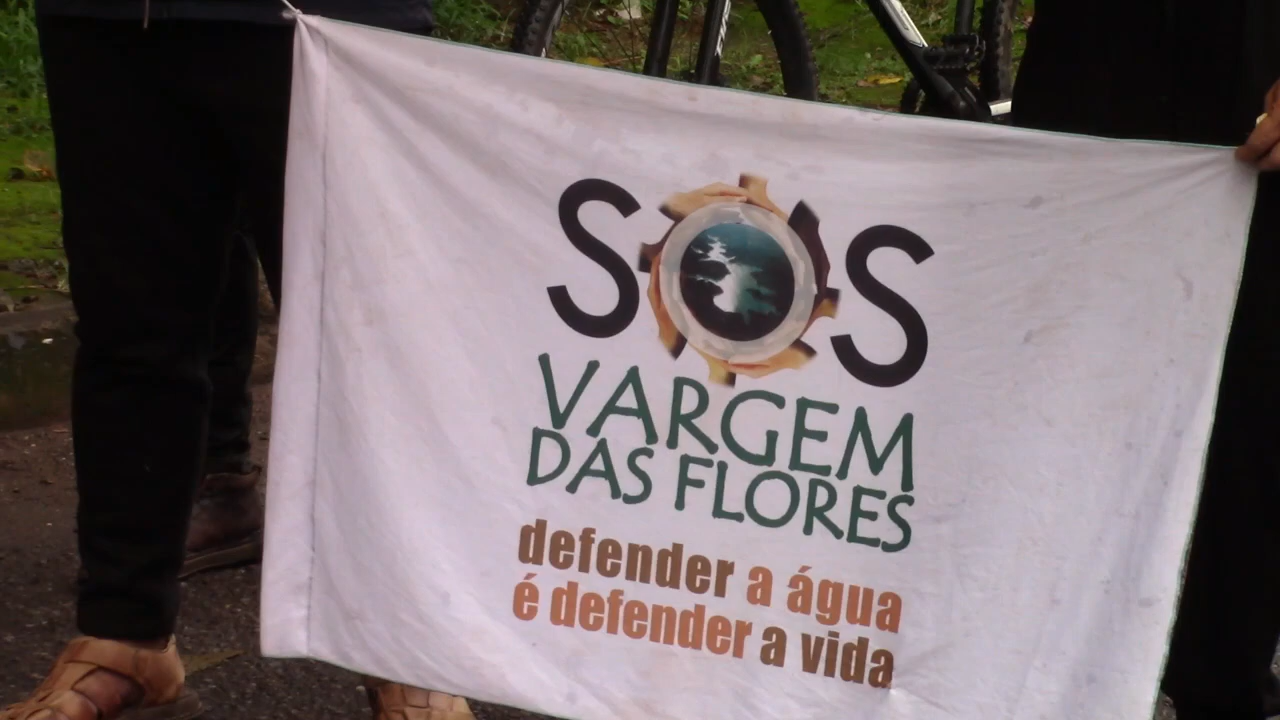 SOS
VARGEM
DAS FLORES
defender a água
é defender a vida